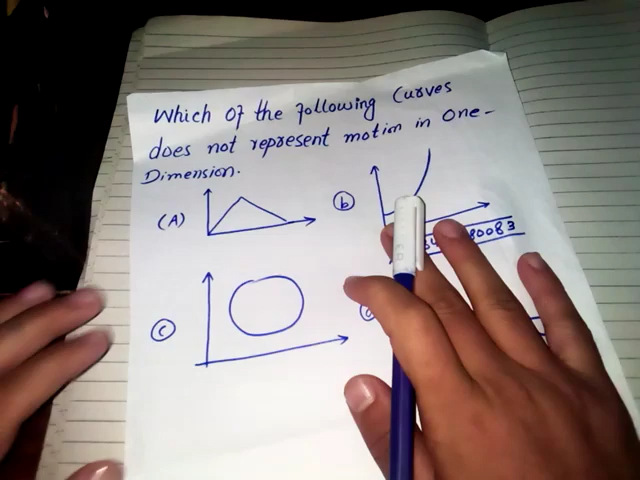 Which of the following Curves
does not represent motion in one-
Dimension.
(A)
(b)
(c)